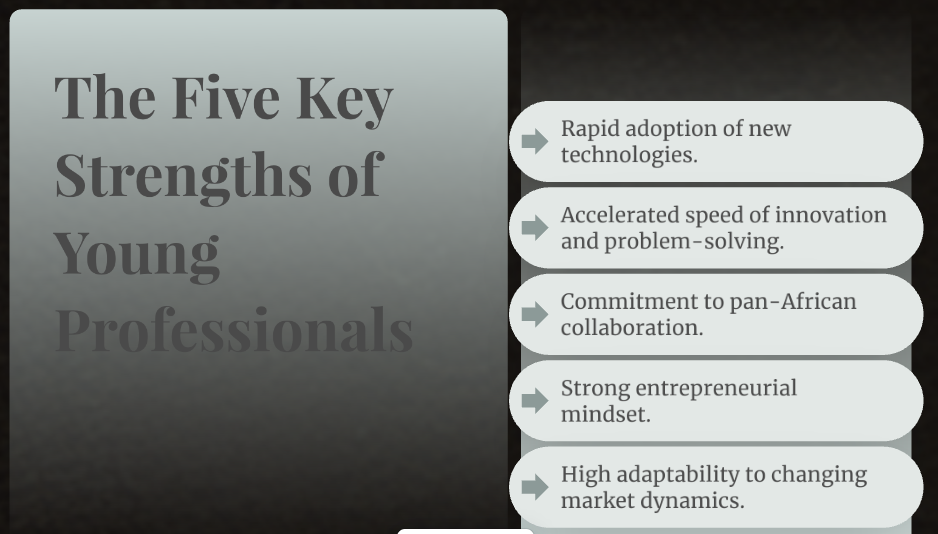 The Five Key
Strengths of
Young
Professionals
Rapid adoption of new
technologies.
Accelerated speed of innovation
and problem-solving.
Commitment to pan-African
collaboration.
Strong entrepreneurial
mindset.
High adaptability to changing
market dynamics.